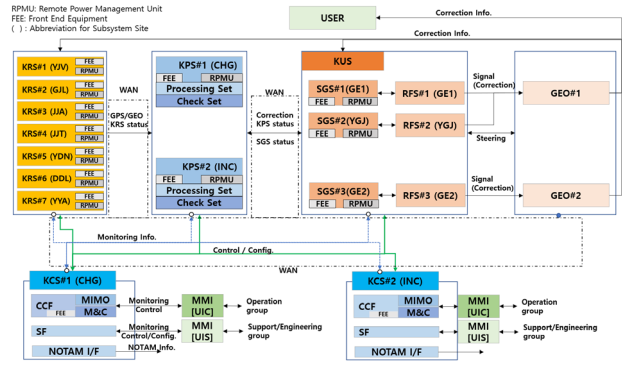 RPMU: Remote Power Management Unit
FEE: Front End Equipment
( ) : Abbreviation for Subsystem Site
USER
Correction Info.
Correction Info.
KRS#1 (YJV)
FEE
RPMU
KRS#2 (GJL)
FEE
RPMU
KRS#3 (JJA)
FEE
RPMU
KRS#4 (JJT)
FEE
RPMU
KRS#5 (YDN)
FEE
RPMU
KRS#6 (DDL)
FEE
RPMU
KRS#7 (YYA)
FEE
RPMU
WAN
GPS/GEO
KRS status
KPS#1 (CHG)
FEE
RPMU
Processing Set
Check Set
KPS#2 (INC)
FEE
RPMU
Processing Set
Check Set
WAN
Correction
KPS status
SGS status
KUS
SGS#1(GE1)
FEE
RPMU
SGS#2(YGJ)
FEE
RPMU
SGS#3(GE2)
FEE
RPMU
RFS#1 (GE1)
RFS#2 (YGJ)
RFS#3 (GE2)
Signal
(Correction)
Steering
Signal
(Correction)
GEO#1
GEO#2
Monitoring Info.
Control / Config.
WAN
KCS#1 (CHG)
CCF
FEE
MIMO
M&C
SF
NOTAM I/F
Monitoring
Control
Monitoring
Control/Config.
NOTAM Info.
MMI
[UIC]
MMI
[UIS]
Operation
group
Support/Engineering
group
KCS#2 (INC)
CCF
FEE
MIMO
M&C
SF
NOTAM I/F
MMI
[UIC]
MMI
[UIS]
Operation
group
Support/Engineering
group